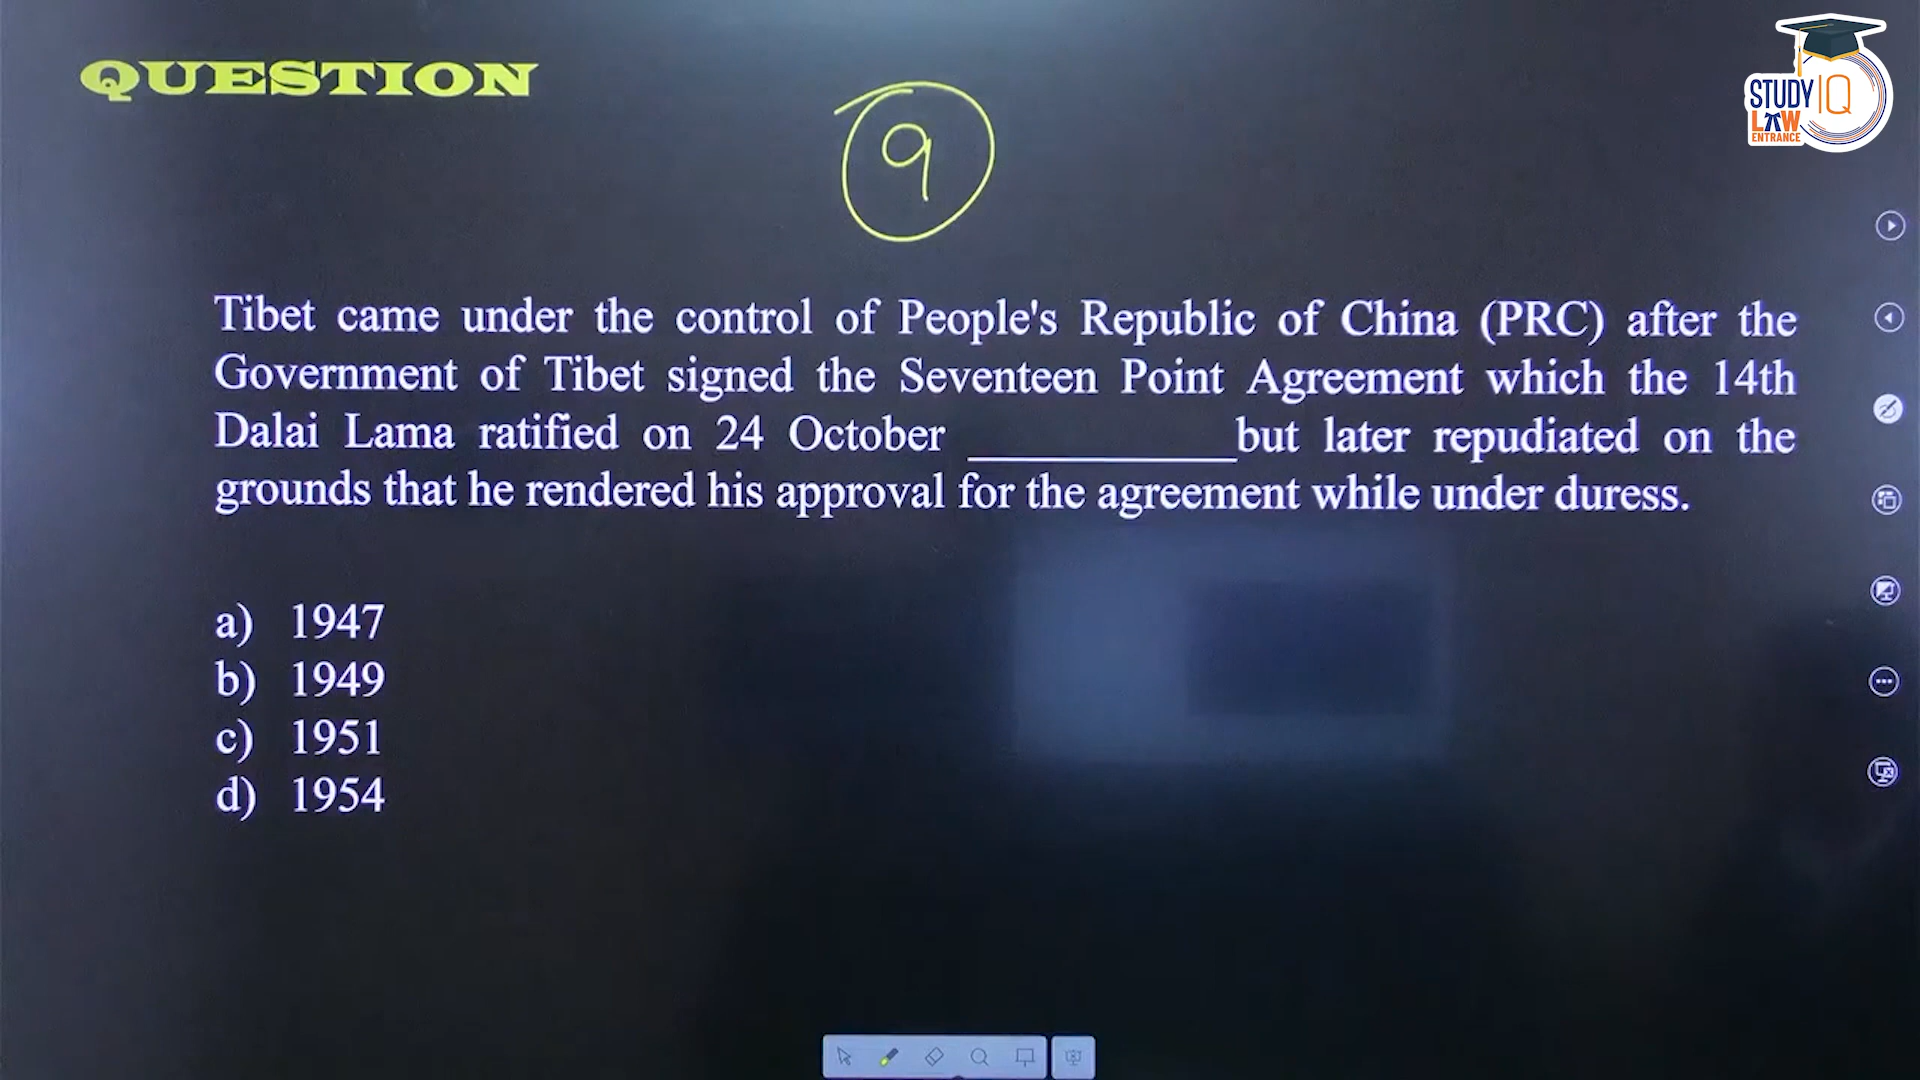 QUESTION
9
STUDY IQ
LAW
ENTRANCE
Tibet came under the control of People's Republic of China (PRC) after the
Government of Tibet signed the Seventeen Point Agreement which the 14th
Dalai Lama ratified on 24 October __________ but later repudiated on the
grounds that he rendered his approval for the agreement while under duress.
a) 1947
b) 1949
c) 1951
d) 1954